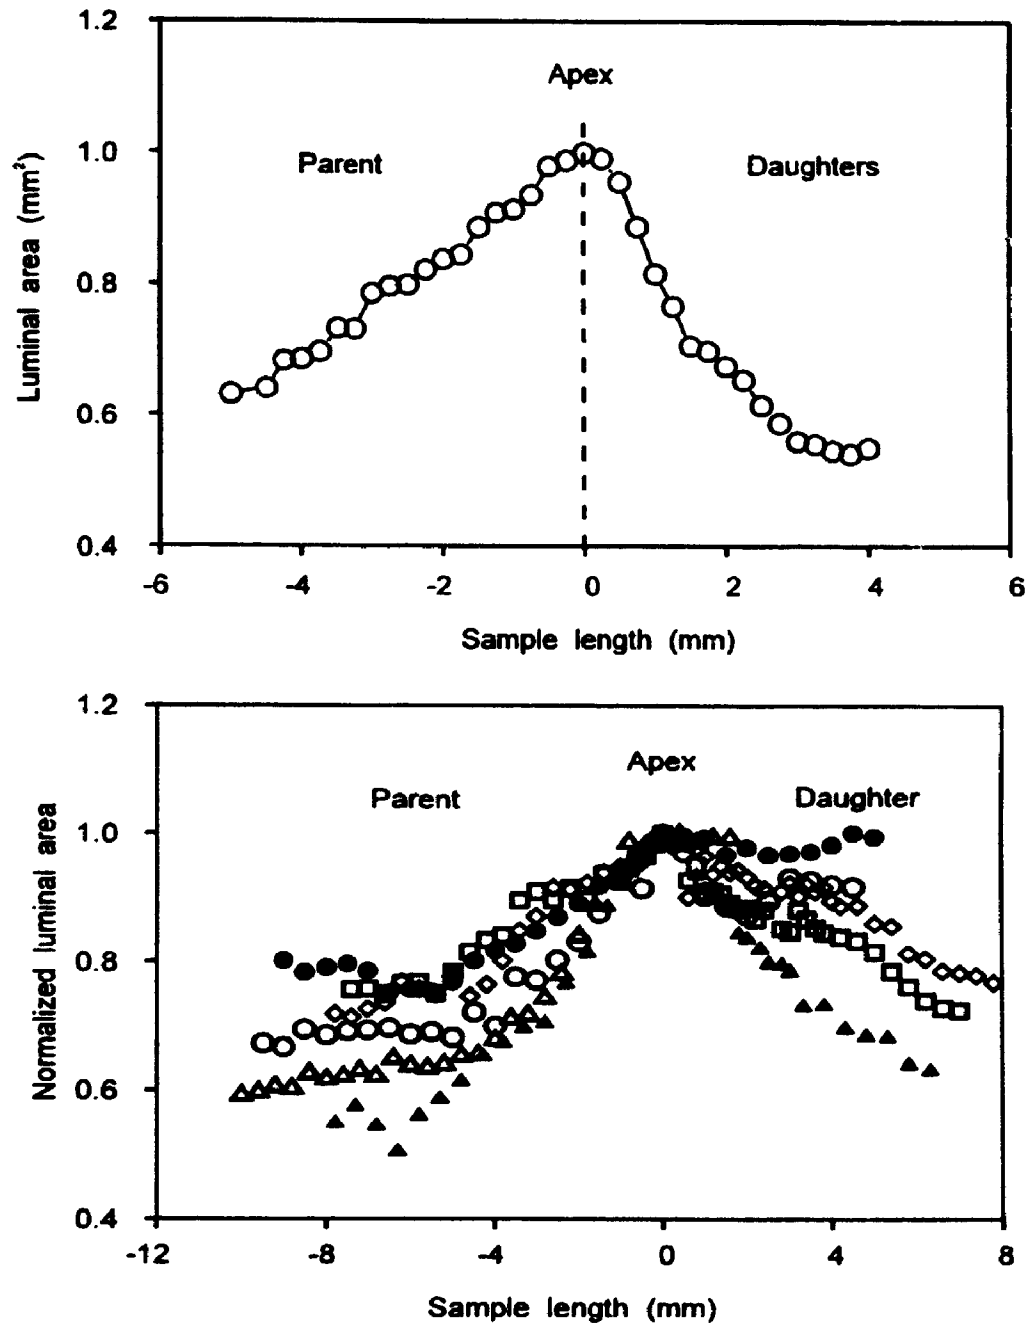 1.2
Apex
1.0
Parent
Daughters
0.8
0.6
0.4
Luminal area (mm²)
-6 -4 -2 0 2 4 6
Sample length (mm)
1.2
Apex
Parent
Daughter
1.0
0.8
0.6
0.4
Normalized luminal area
-12 -8 -4 0 4 8
Sample length (mm)